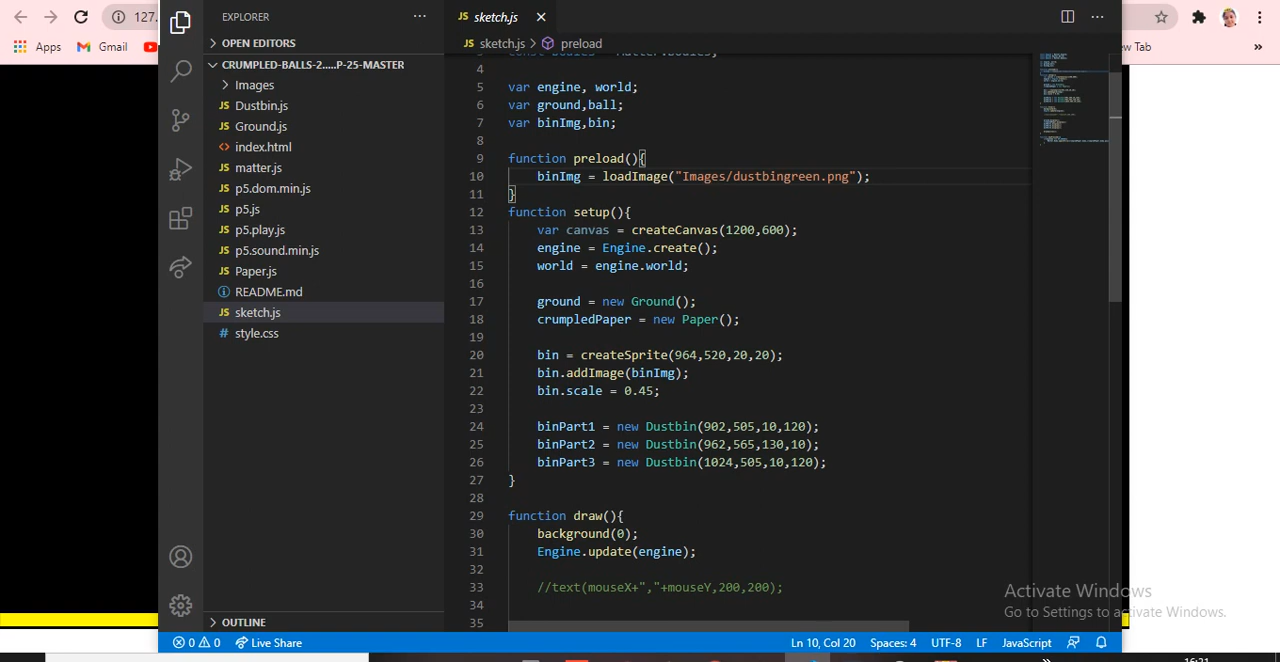 EXPLORER
sketch.js
127.
Apps
Gmail
ew Tab
OPEN EDITORS
sketch.js > preload
CRUMPLED-BALLS-2.....P-25-MASTER
Images
Dustbin.js
Ground.js
index.html
matter.js
p5.dom.min.js
p5.js
p5.play.js
p5.sound.min.js
Paper.js
README.md
sketch.js
style.css
OUTLINE
4
5 var engine, world;
6 var ground,ball;
7 var binImg,bin;
8
9 function preload(){
10 binImg = loadImage("Images/dustbingreen.png");
11 }
12 function setup(){
13 var canvas = createCanvas(1200,600);
14 engine = Engine.create();
15 world = engine.world;
16
17 ground = new Ground();
18 crumpledPaper = new Paper();
19
20 bin = createSprite(964,520,20,20);
21 bin.addImage(binImg);
22 bin.scale = 0.45;
23
24 binPart1 = new Dustbin(902,505,10,120);
25 binPart2 = new Dustbin(962,565,130,10);
26 binPart3 = new Dustbin(1024,505,10,120);
27 }
28
29 function draw(){
30 background(0);
31 Engine.update(engine);
32
33 //text(mouseX+","+mouseY,200,200);
34
35
Activate Windows
Go to Settings to activate Windows.
0 0 Live Share Ln 10, Col 20 Spaces: 4 UTF-8 LF JavaScript